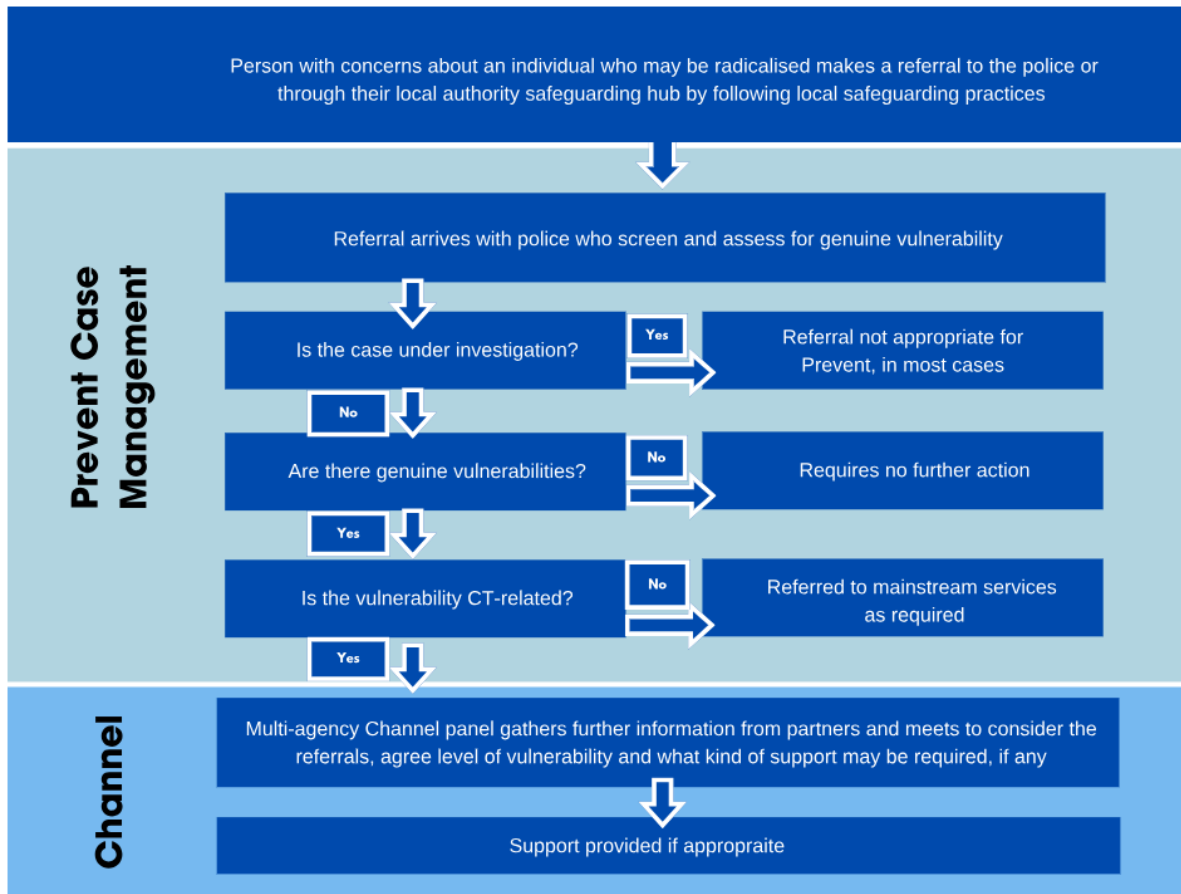 Person with concerns about an individual who may be radicalised makes a referral to the police or
through their local authority safeguarding hub by following local safeguarding practices
Prevent Case
Management
Referral arrives with police who screen and assess for genuine vulnerability
Is the case under investigation?
Yes
Referral not appropriate for
Prevent, in most cases
No
Are there genuine vulnerabilities?
No
Requires no further action
Yes
Is the vulnerability CT-related?
No
Referred to mainstream services
as required
Yes
Channel
Multi-agency Channel panel gathers further information from partners and meets to consider the
referrals, agree level of vulnerability and what kind of support may be required, if any
Support provided if appropraite